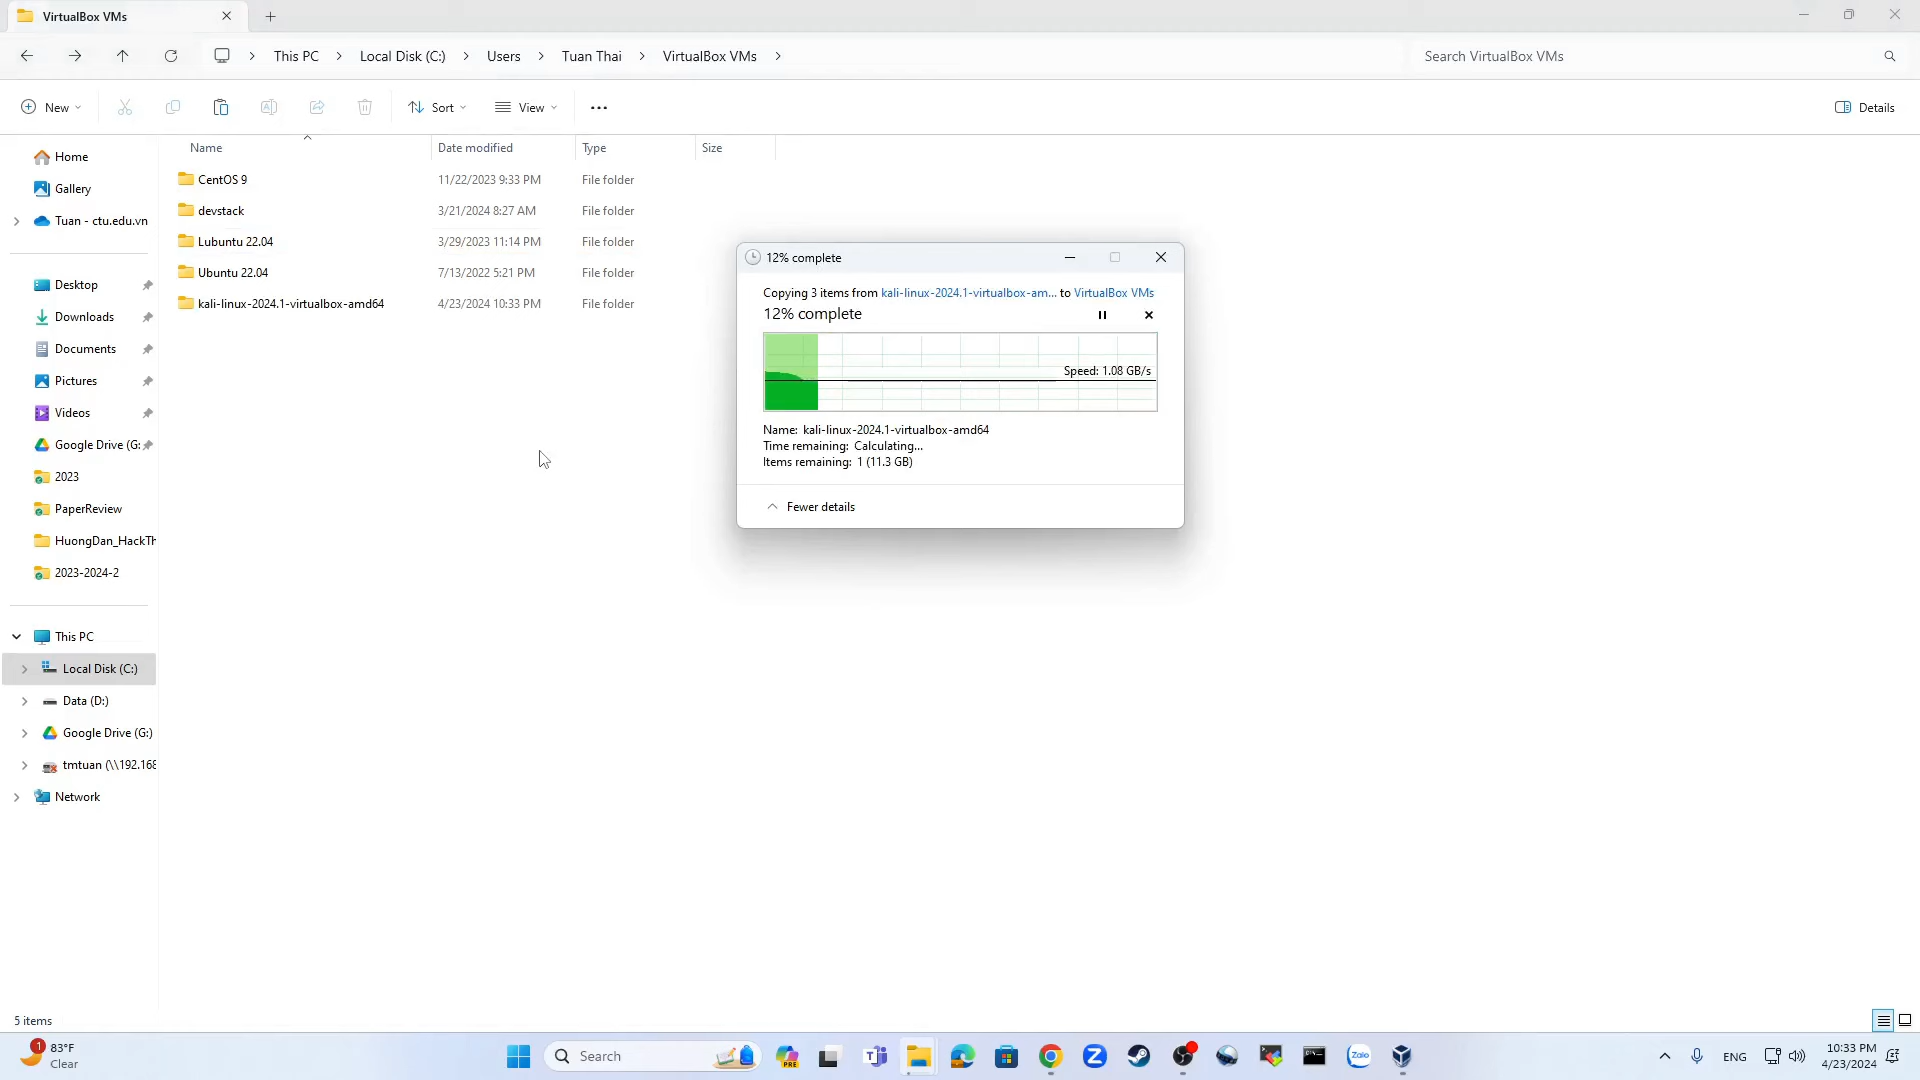 VirtualBox VMs
This PC
Local Disk (C:)
Users
Tuan Thai
VirtualBox VMs
Search VirtualBox VMs
New
Sort
View
Details
Name
Date modified
Type
Size
Home
Gallery
Tuan - ctu.edu.vn
Desktop
Downloads
Documents
Pictures
Videos
Google Drive (G:
2023
PaperReview
HuongDan_HackTh
2023-2024-2
This PC
Local Disk (C:)
Data (D:)
Google Drive (G:)
tmtuan (\\192.168
Network
CentOS 9 11/22/2023 9:33 PM File folder
devstack 3/21/2024 8:27 AM File folder
Lubuntu 22.04 3/29/2023 11:14 PM File folder
Ubuntu 22.04 7/13/2022 5:21 PM File folder
kali-linux-2024.1-virtualbox-amd64 4/23/2024 10:33 PM File folder
12% complete
Copying 3 items from kali-linux-2024.1-virtualbox-am... to VirtualBox VMs
12% complete
Speed: 1.08 GB/s
Name: kali-linux-2024.1-virtualbox-amd64
Time remaining: Calculating...
Items remaining: 1 (11.3 GB)
Fewer details
5 items
1
83°F
Clear
Search
PRE
Zalo
ENG
10:33 PM
4/23/2024